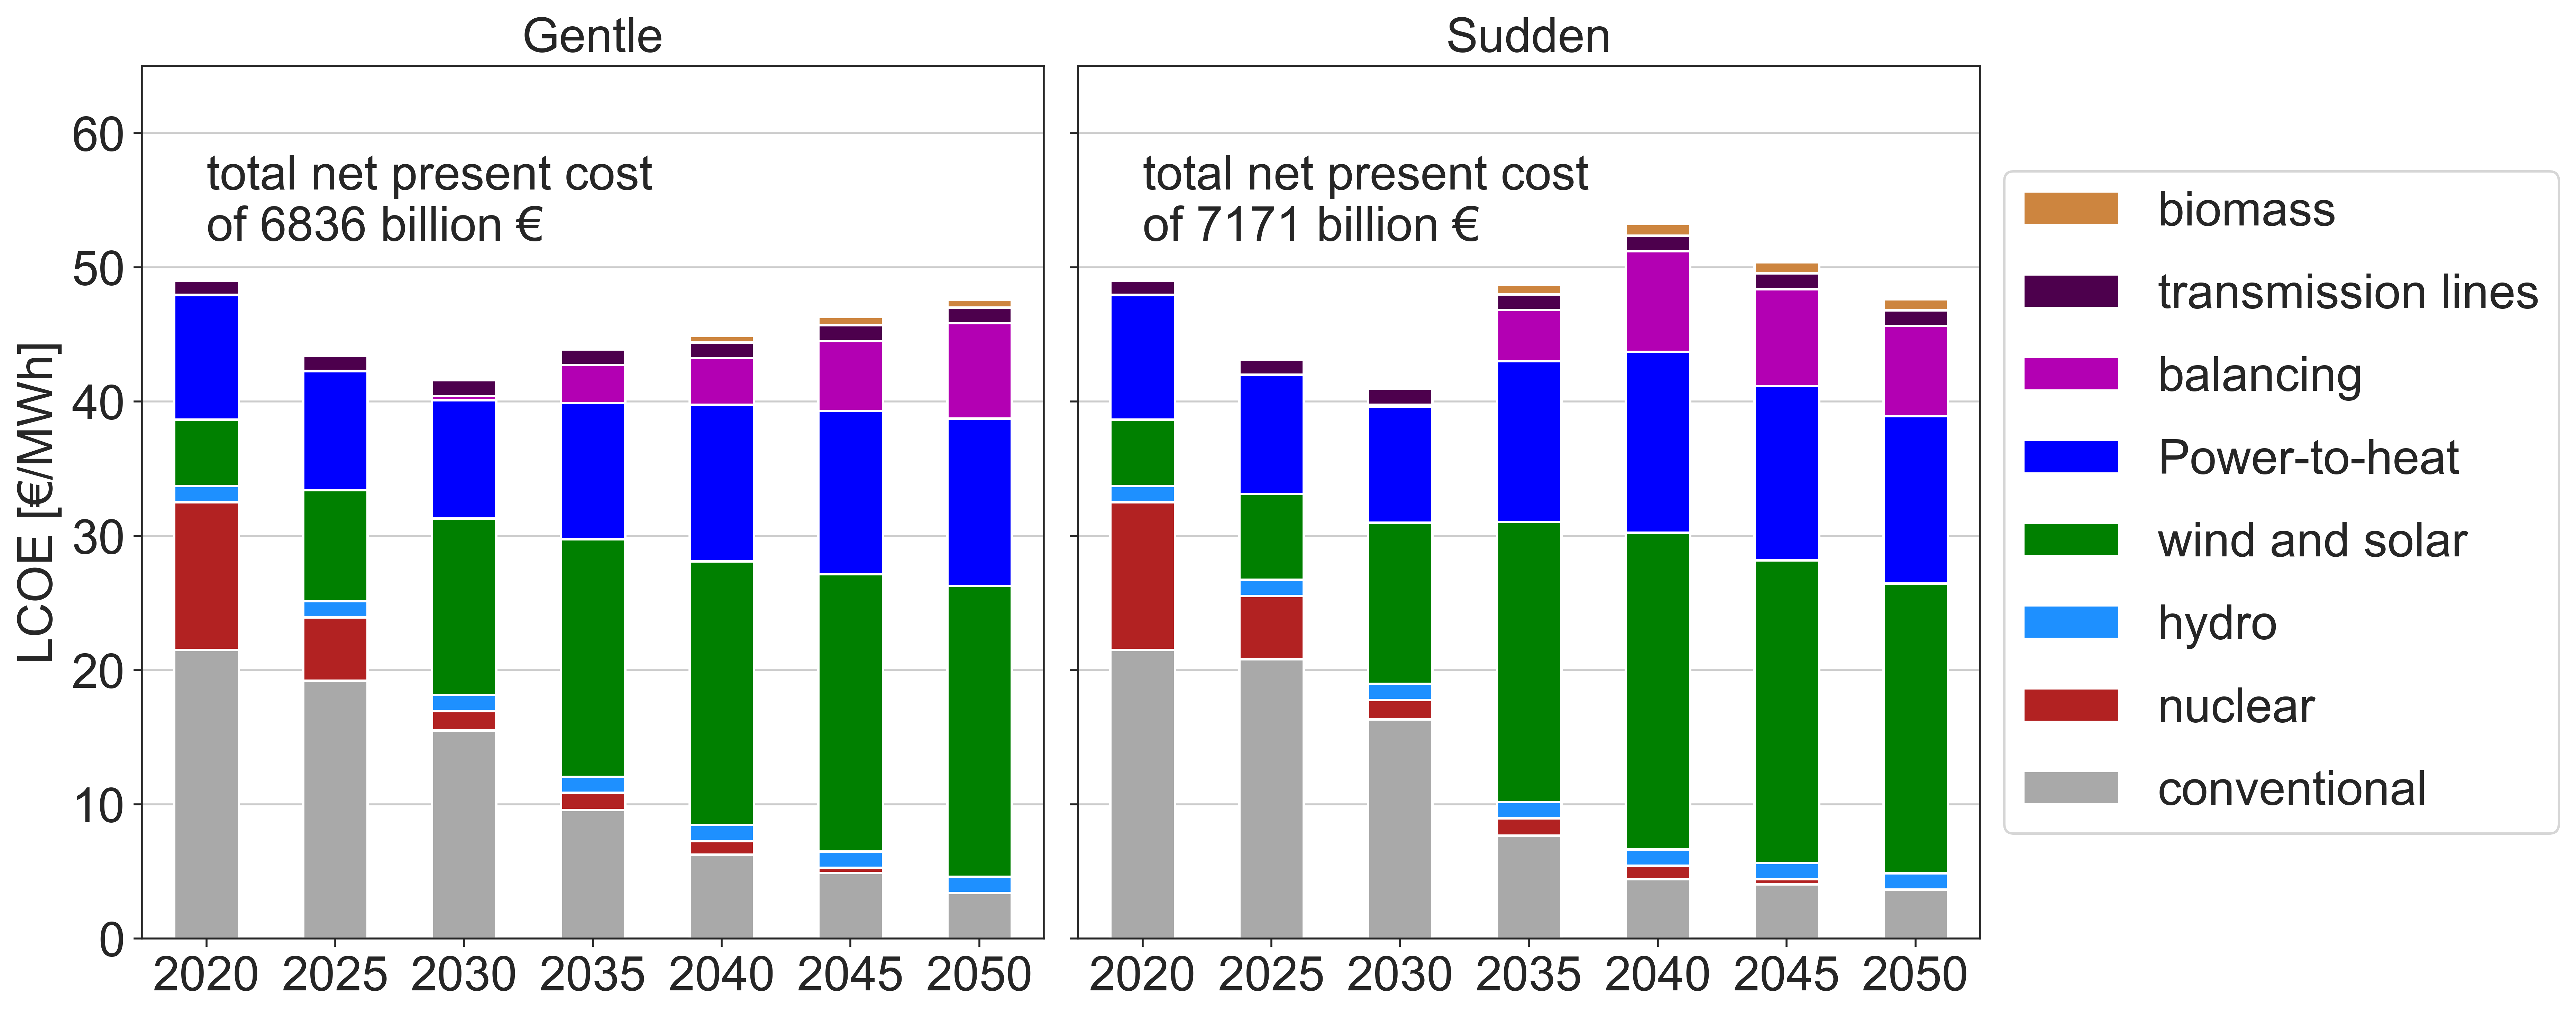 Gentle
Sudden
LCOE [€/MWh]
60
50
40
30
20
10
0
total net present cost
of 6836 billion €
total net present cost
of 7171 billion €
2020 2025 2030 2035 2040 2045 2050
2020 2025 2030 2035 2040 2045 2050
biomass
transmission lines
balancing
Power-to-heat
wind and solar
hydro
nuclear
conventional